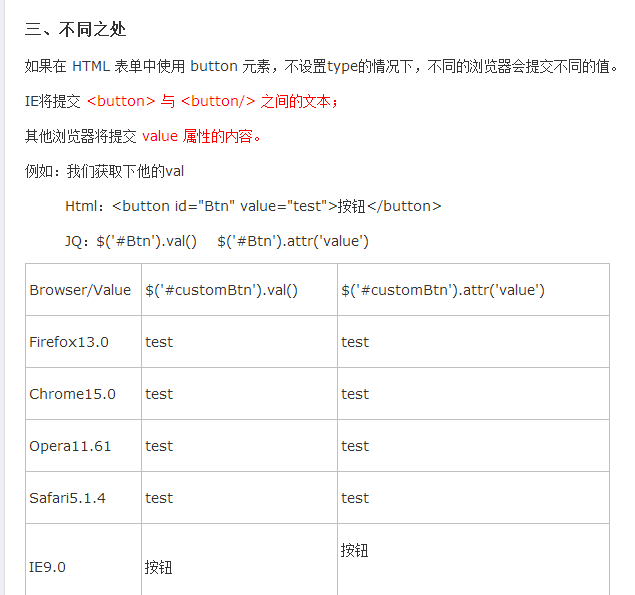 三、不同之处
如果在 HTML 表单中使用 button 元素，不设置type的情况下，不同的浏览器会提交不同的值。
IE将提交 <button> 与 <button/> 之间的文本；
其他浏览器将提交 value 属性的内容。
例如：我们获取下他的val
Html：<button id="Btn" value="test">按钮</button>
JQ：$('#Btn').val() $('#Btn').attr('value')
Browser/Value $('#customBtn').val() $('#customBtn').attr('value')
Firefox13.0 test test
Chrome15.0 test test
Opera11.61 test test
Safari5.1.4 test test
IE9.0 按钮 按钮